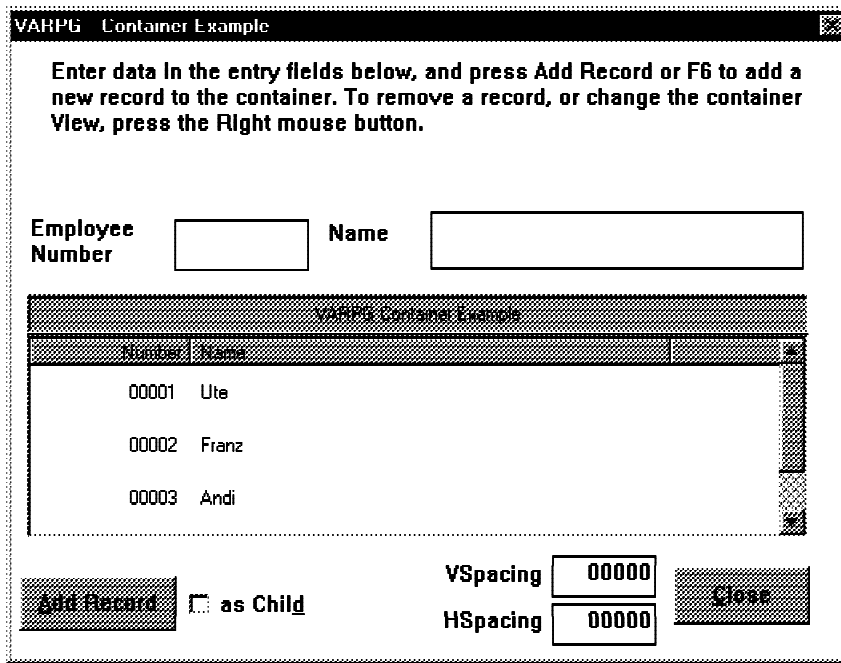 VARPG Container Example
Enter data in the entry fields below, and press Add Record or F6 to add a
new record to the container. To remove a record, or change the container
View, press the Right mouse button.
Employee
Number
Name
VARPG Container Example
Number Name
00001 Ute
00002 Franz
00003 Andi
Add Record
as Child
VSpacing 00000
HSpacing 00000
Close